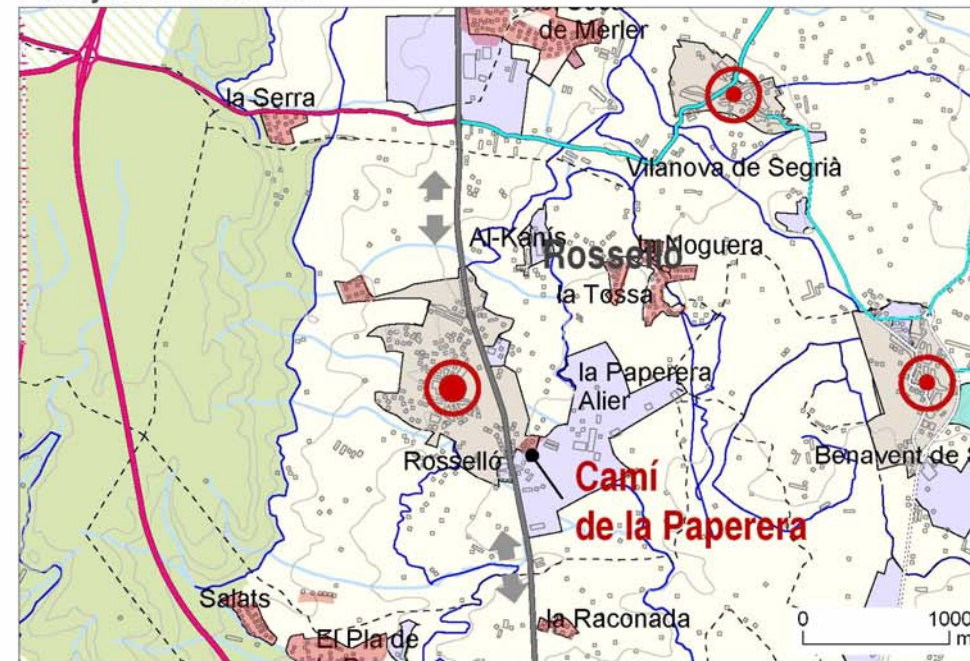 de Merler
la Serra
Vilanova de Segrià
Al-Kanís
Rosselló
la Noguera
la Tossa
la Paperera
Alier
Rosselló
Benavent de
Camí
de la Paperera
Salats
la Raconada
El Pla de
0
1000
m